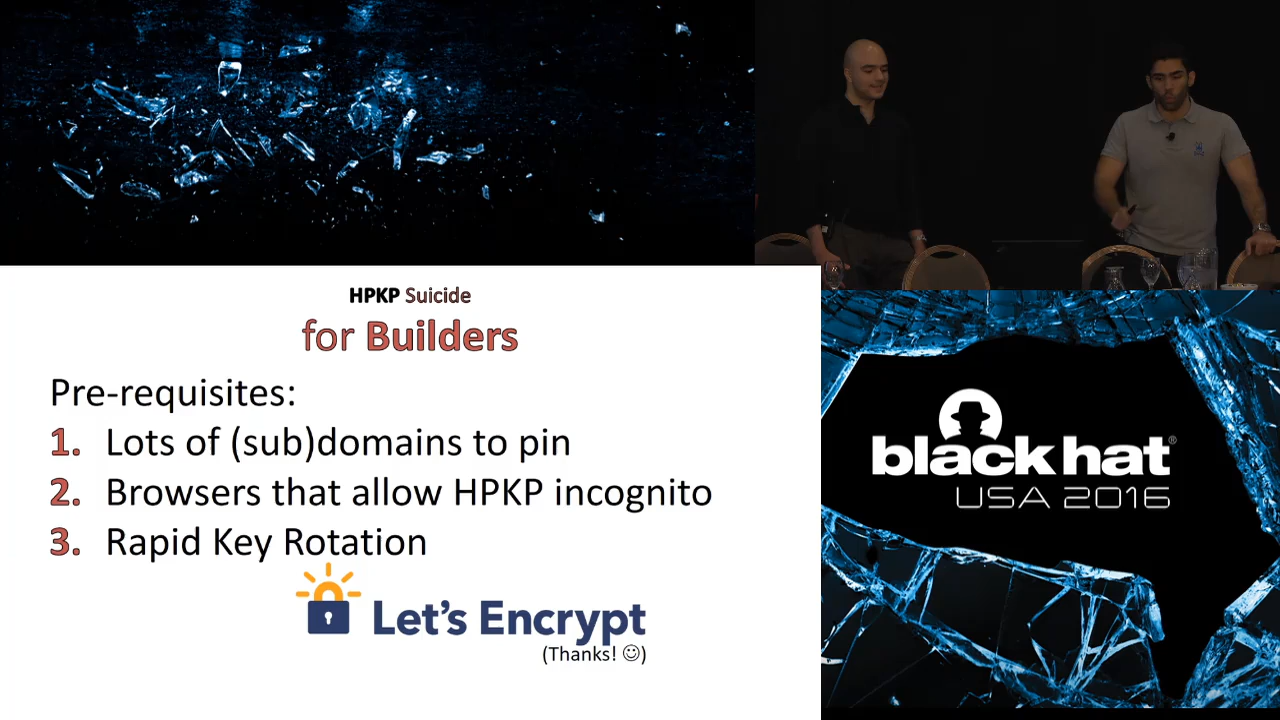 HPKP Suicide
for Builders
Pre-requisites:
1. Lots of (sub)domains to pin
2. Browsers that allow HPKP incognito
3. Rapid Key Rotation
Let's Encrypt
(Thanks! ☺)
black hat®
USA 2016